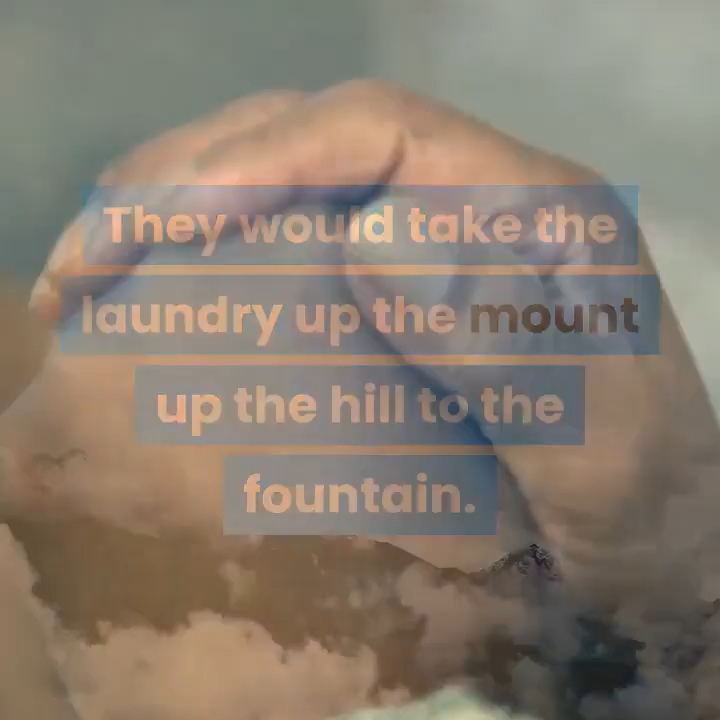 They would take the
laundry up the mount
up the hill to the
fountain.